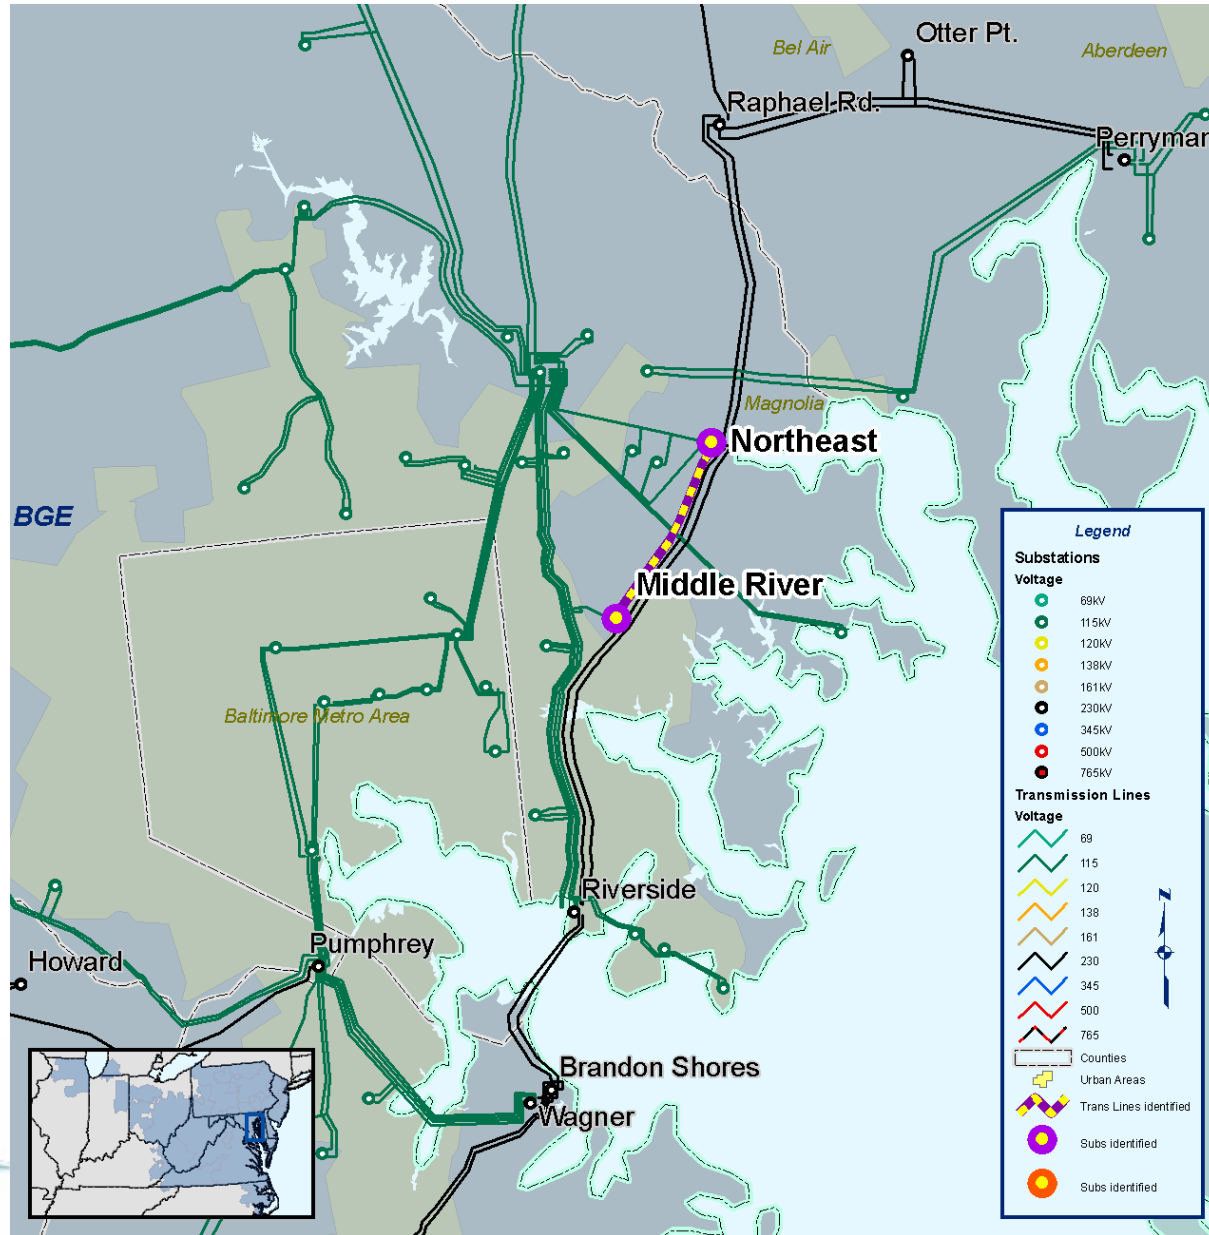 Otter Pt.
Bel Air
Aberdeen
Raphael Rd.
Perryman
Magnolia
Northeast
BGE
Middle River
Baltimore Metro Area
Riverside
Pumphrey
Howard
Brandon Shores
Wagner
Legend
Substations
Voltage
69kV
115kV
120kV
138kV
161kV
230kV
345kV
500kV
765kV
Transmission Lines
Voltage
69
115
120
138
161
230
345
500
765
Counties
Urban Areas
Trans Lines identified
Subs identified
Subs identified
N